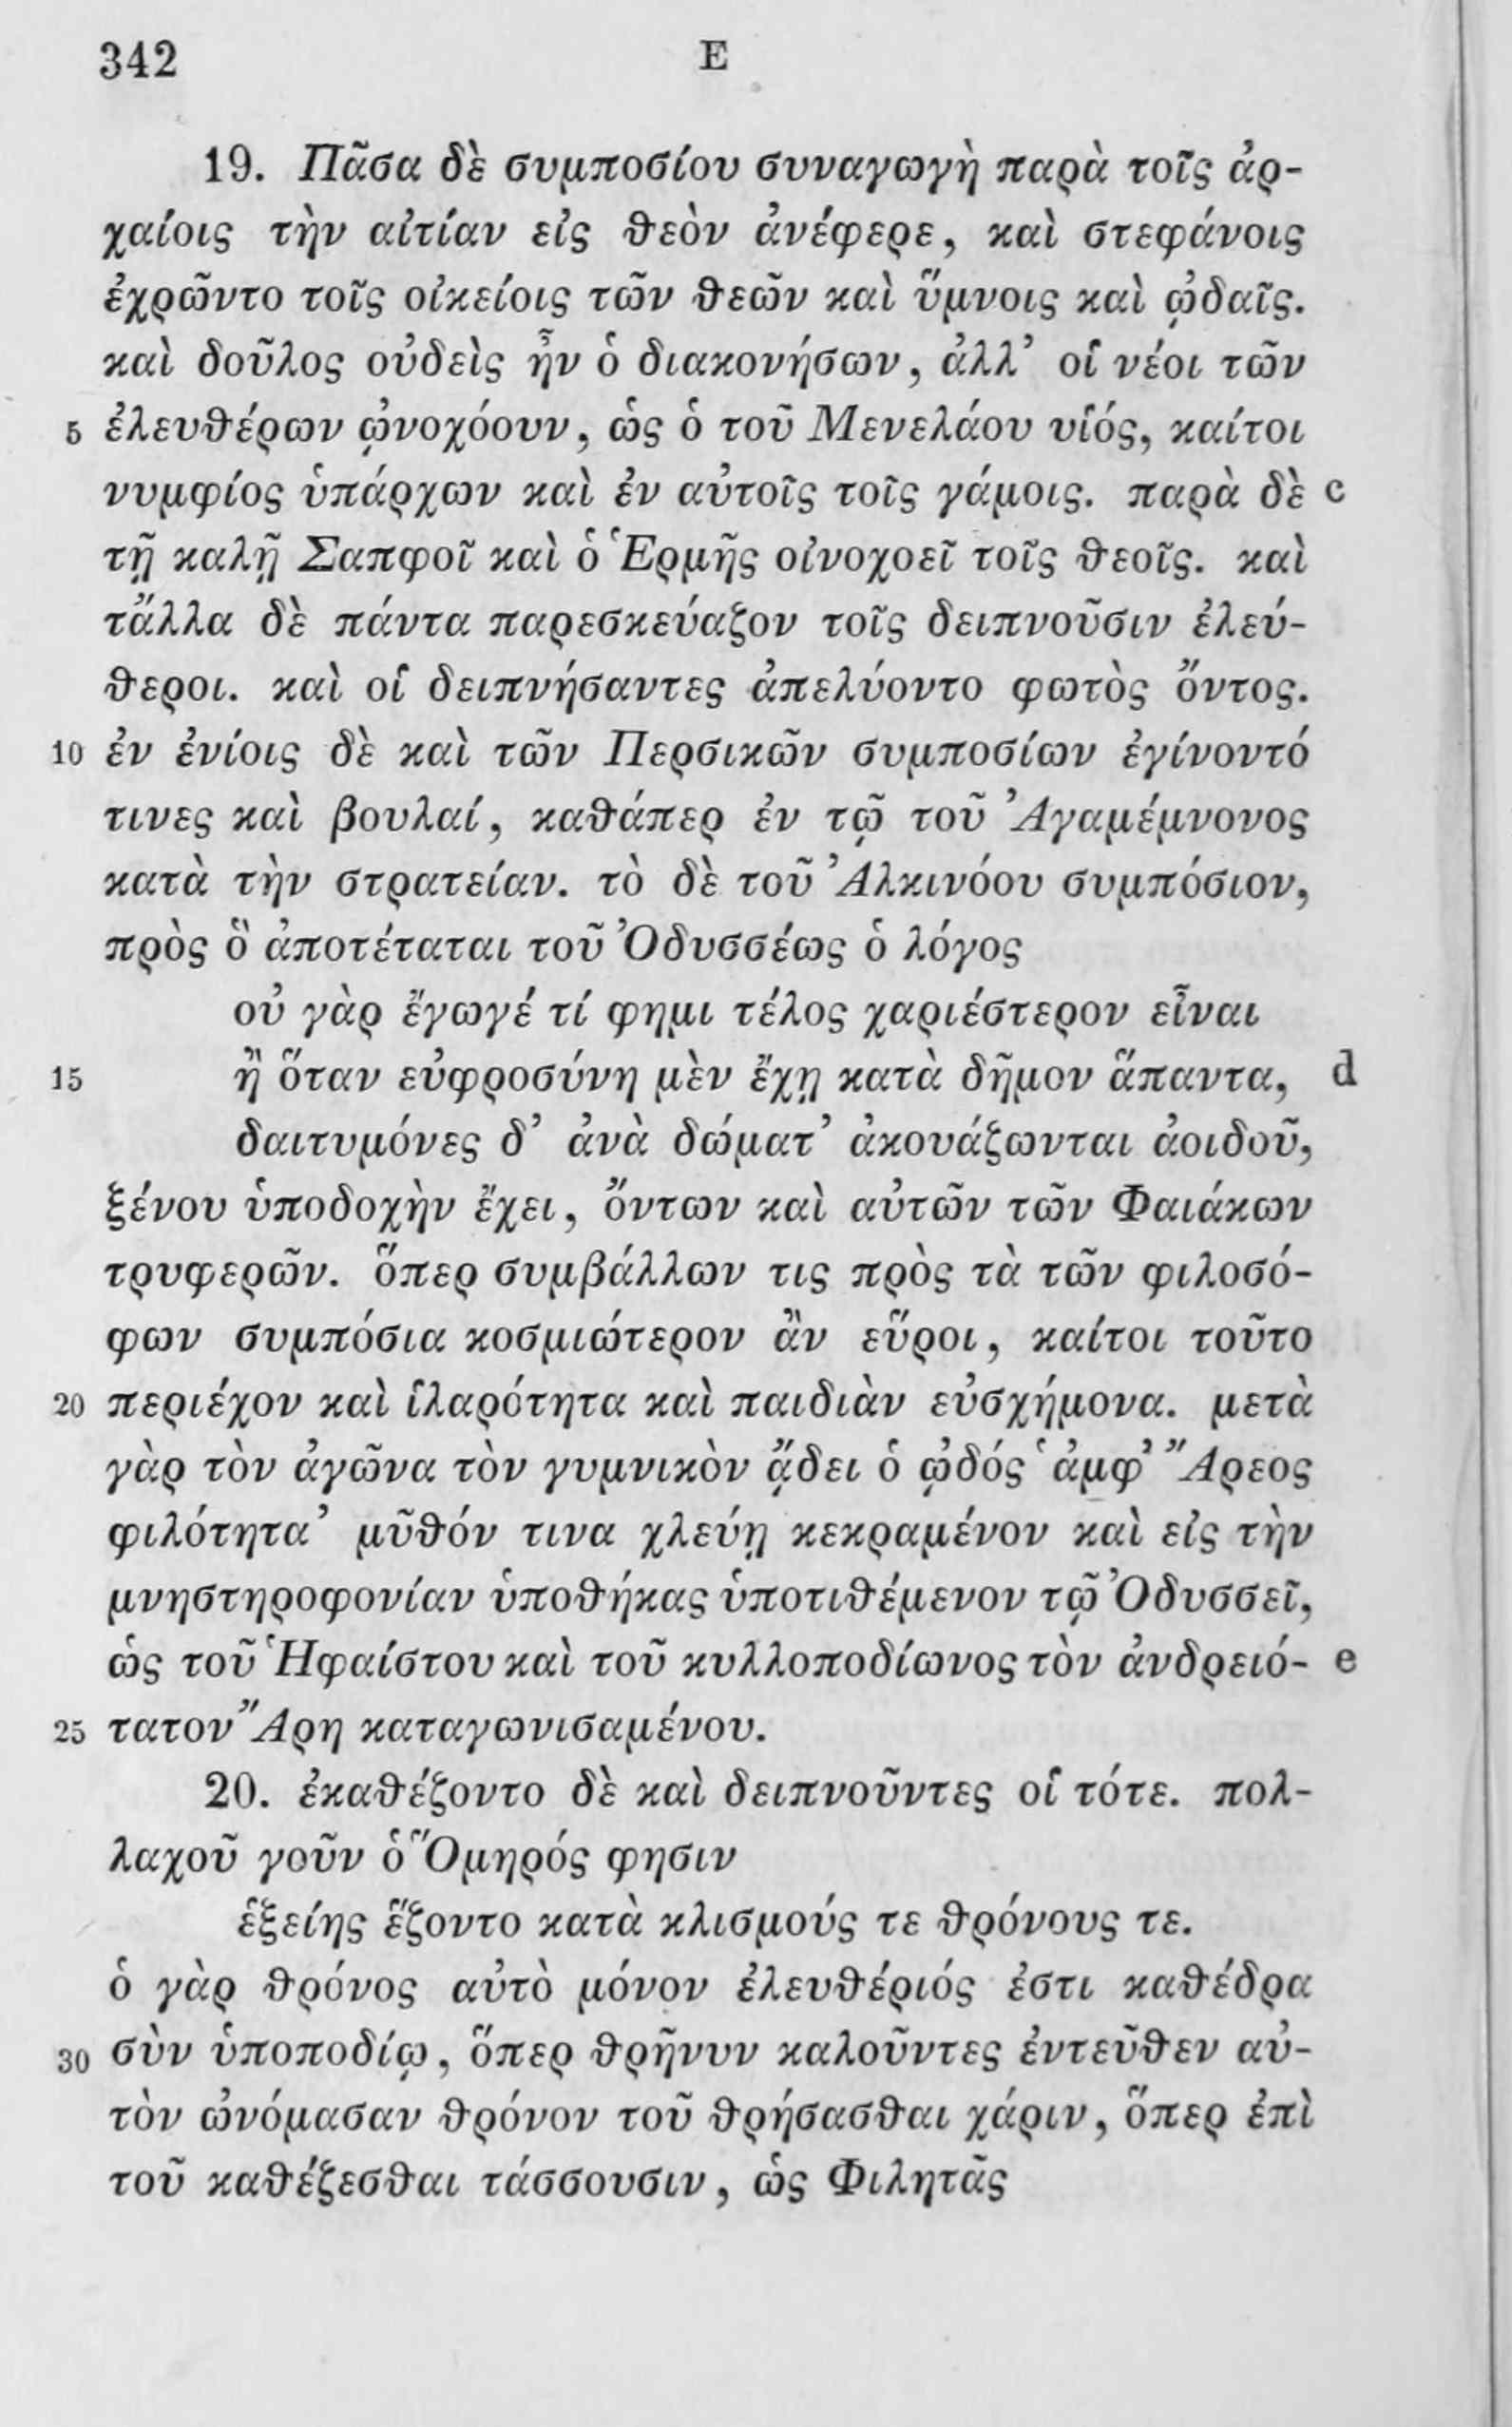 342 E
19. Πᾶσα δὲ συμποσίου συναγωγὴ παρὰ τοῖς ἀρ-
χαίοις τὴν αἰτίαν εἰς θεὸν ἀνέφερε, καὶ στεφάνοις
ἐχρῶντο τοῖς οἰκείοις τῶν θεῶν καὶ ὕμνοις καὶ ᾠδαῖς.
καὶ δοῦλος οὐδεὶς ἦν ὁ διακονήσων, ἀλλ’ οἱ νέοι τῶν
5 ἐλευθέρων ᾠνοχόουν, ὡς ὁ τοῦ Μενελάου υἱός, καίτοι
νυμφίος ὑπάρχων καὶ ἐν αὐτοῖς τοῖς γάμοις. παρὰ δὲ c
τῇ καλῇ Σαπφοῖ καὶ ὁ Ἑρμῆς οἰνοχοεῖ τοῖς θεοῖς. καὶ
τἄλλα δὲ πάντα παρεσκεύαζον τοῖς δειπνοῦσιν ἐλεύ-
θεροι. καὶ οἱ δειπνήσαντες ἀπελύοντο φωτὸς ὄντος.
10 ἐν ἐνίοις δὲ καὶ τῶν Περσικῶν συμποσίων ἐγίνοντό
τινες καὶ βουλαί, καθάπερ ἐν τῷ τοῦ Ἀγαμέμνονος
κατὰ τὴν στρατείαν. τὸ δὲ τοῦ Ἀλκινόου συμπόσιον,
πρὸς ὃ ἀποτέταται τοῦ Ὀδυσσέως ὁ λόγος
οὐ γὰρ ἔγωγέ τί φημι τέλος χαριέστερον εἶναι
15 ἢ ὅταν εὐφροσύνη μὲν ἔχῃ κατὰ δῆμον ἅπαντα, d
δαιτυμόνες δ’ ἀνὰ δώματ’ ἀκουάζωνται ἀοιδοῦ,
ξένου ὑποδοχὴν ἔχει, ὄντων καὶ αὐτῶν τῶν Φαιάκων
τρυφερῶν. ὅπερ συμβάλλων τις πρὸς τὰ τῶν φιλοσό-
φων συμπόσια κοσμιώτερον ἂν εὕροι, καίτοι τοῦτο
20 περιέχον καὶ ἱλαρότητα καὶ παιδιὰν εὐσχήμονα. μετὰ
γὰρ τὸν ἀγῶνα τὸν γυμνικὸν ᾄδει ὁ ᾠδός ‘ἀμφ’ Ἄρεος
φιλότητα’ μῦθόν τινα χλεύῃ κεκραμένον καὶ εἰς τὴν
μνηστηροφονίαν ὑποθήκας ὑποτιθέμενον τῷ Ὀδυσσεῖ,
ὡς τοῦ Ἡφαίστου καὶ τοῦ κυλλοποδίωνος τὸν ἀνδρειό- e
25 τατον Ἄρη καταγωνισαμένου.
20. ἐκαθέζοντο δὲ καὶ δειπνοῦντες οἱ τότε. πολ-
λαχοῦ γοῦν ὁ Ὅμηρός φησιν
ἑξείης ἕζοντο κατὰ κλισμούς τε θρόνους τε.
ὁ γὰρ θρόνος αὐτὸ μόνον ἐλευθέριός ἐστι καθέδρα
30 σὺν ὑποποδίῳ, ὅπερ θρῆνυν καλοῦντες ἐντεῦθεν αὐ-
τὸν ὠνόμασαν θρόνον τοῦ θρήσασθαι χάριν, ὅπερ ἐπὶ
τοῦ καθέζεσθαι τάσσουσιν, ὡς Φιλητᾶς